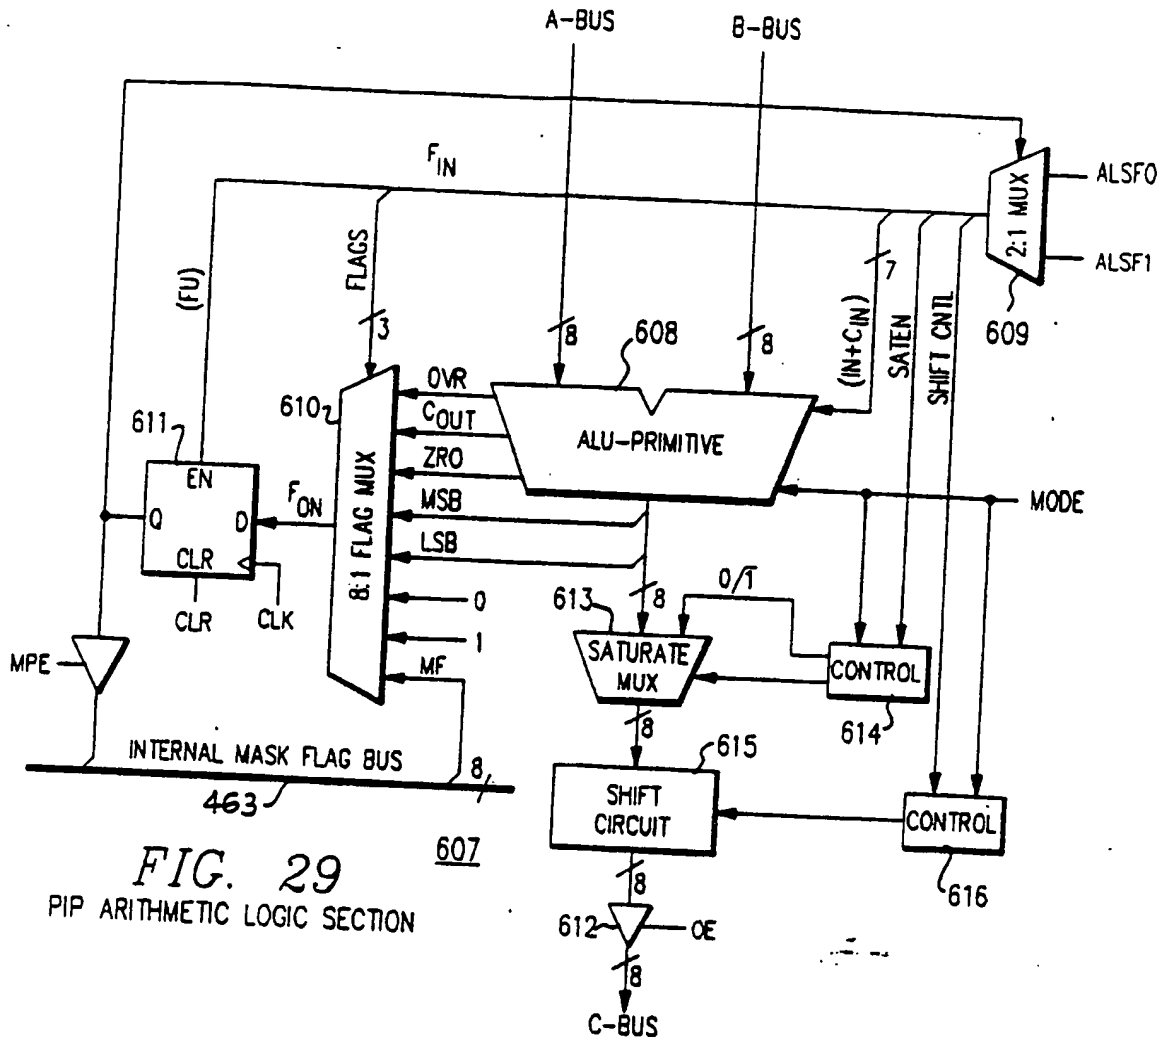 A-BUS
B-BUS
F_IN
ALSF0
2:1 MUX
ALSF1
609
FLAGS
(FU)
3
8
8
7
608
(IN+C_IN)
SATEN
SHIFT CNTL
610
OVR
C_OUT
ZRO
MSB
LSB
0
1
MF
ALU-PRIMITIVE
MODE
611
EN
Q
D
CLR
F_ON
8:1 FLAG MUX
CLR
CLK
8
0/1
613
SATURATE
MUX
CONTROL
614
MPE
8
INTERNAL MASK FLAG BUS
8
463
615
SHIFT
CIRCUIT
CONTROL
616
607
FIG. 29
PIP ARITHMETIC LOGIC SECTION
8
612
OE
8
C-BUS